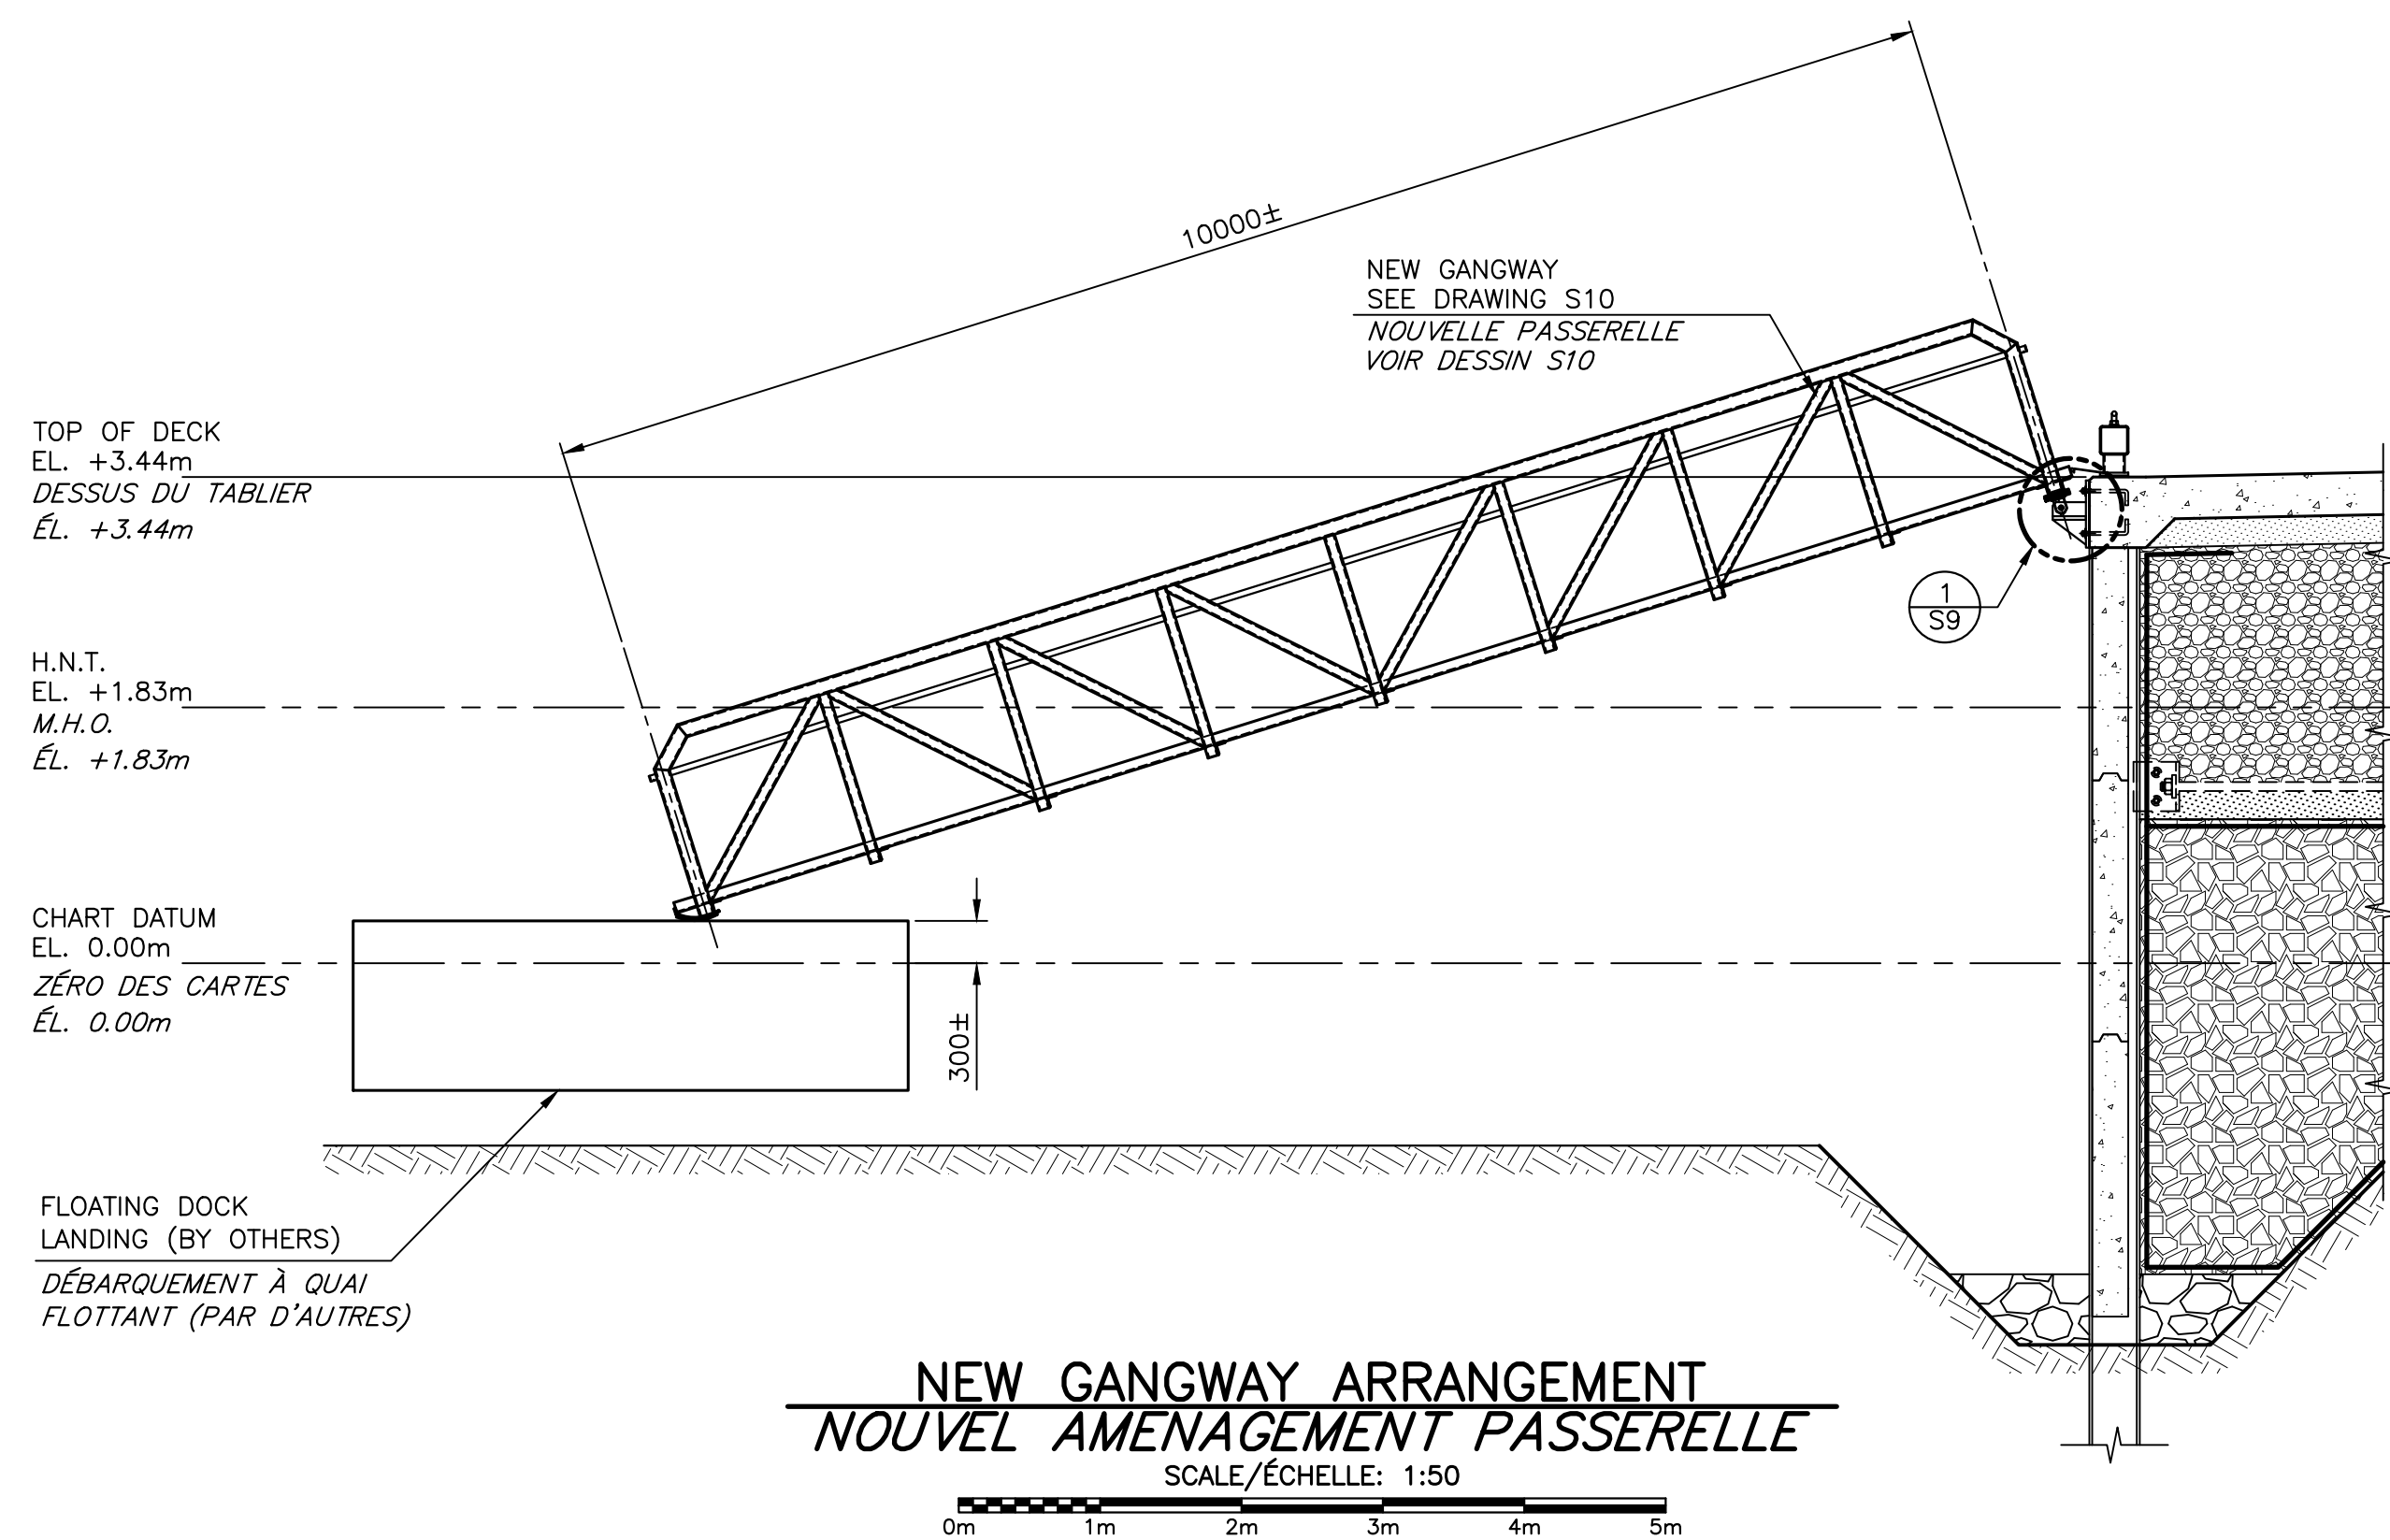 10000±
NEW GANGWAY
SEE DRAWING S10
NOUVELLE PASSERELLE
VOIR DESSIN S10
TOP OF DECK
EL. +3.44m
DESSUS DU TABLIER
ÉL. +3.44m
1
S9
H.N.T.
EL. +1.83m
M.H.O.
ÉL. +1.83m
CHART DATUM
EL. 0.00m
ZÉRO DES CARTES
ÉL. 0.00m
300±
FLOATING DOCK
LANDING (BY OTHERS)
DÉBARQUEMENT À QUAI
FLOTTANT (PAR D'AUTRES)
NEW GANGWAY ARRANGEMENT
NOUVEL AMENAGEMENT PASSERELLE
SCALE/ÉCHELLE: 1:50
0m 1m 2m 3m 4m 5m